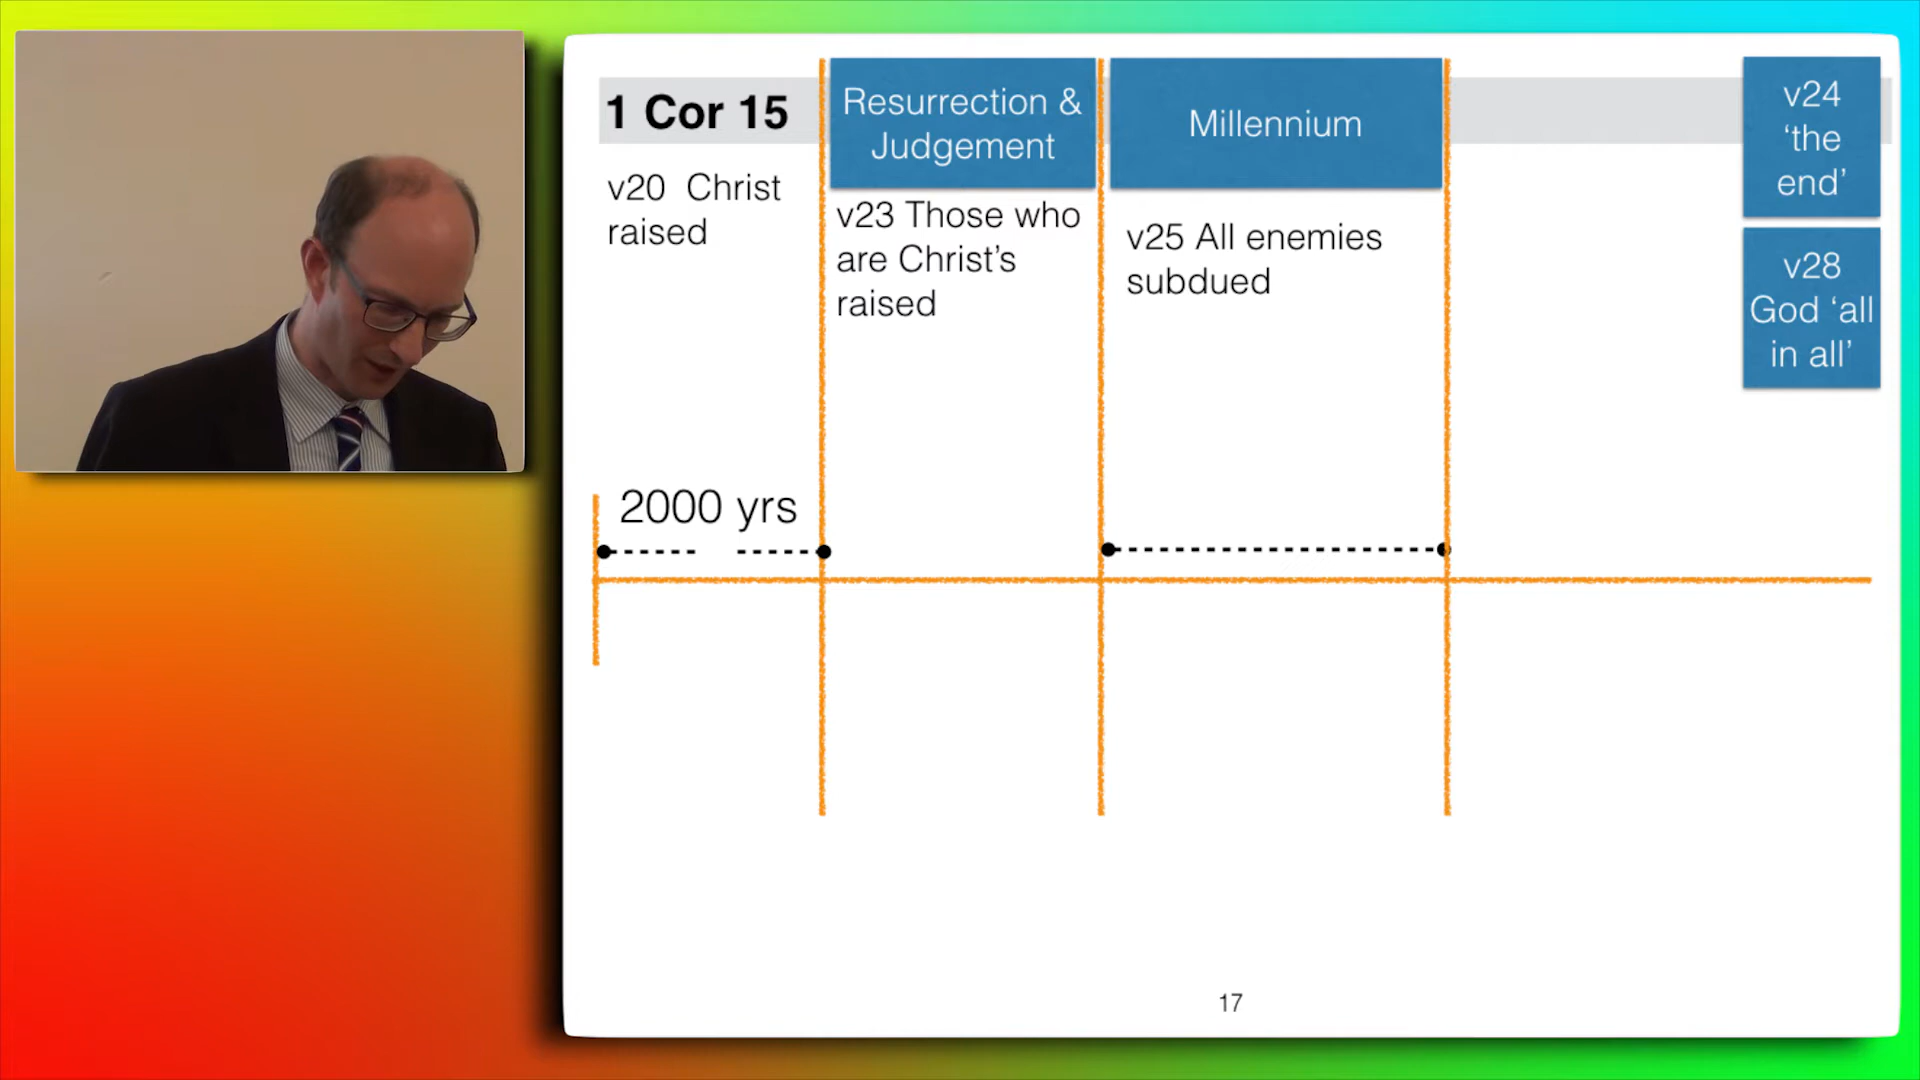 1 Cor 15
v20  Christ
raised
Resurrection &
Judgement
v23 Those who
are Christ’s
raised
Millennium
v25 All enemies
subdued
v24
‘the
end’
v28
God ‘all
in all’
2000 yrs
17